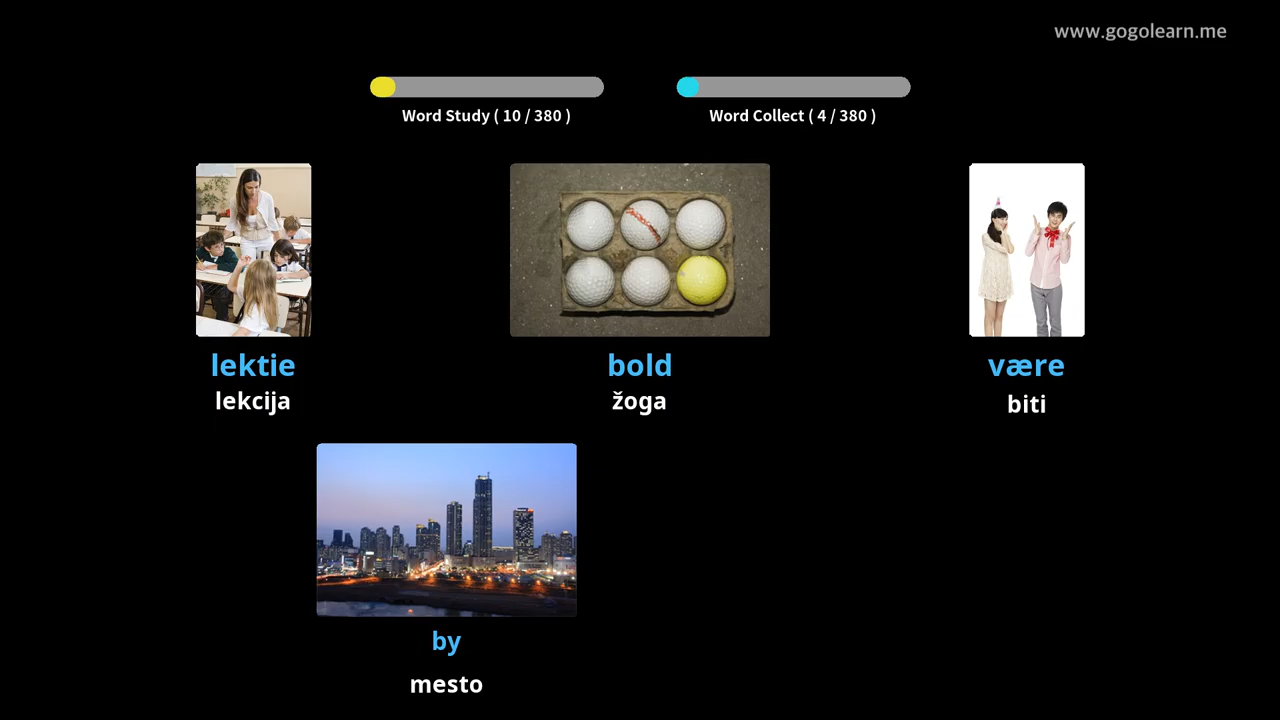 www.gogolearn.me
Word Study ( 10 / 380 )
Word Collect ( 4 / 380 )
lektie
lekcija
bold
žoga
være
biti
by
mesto